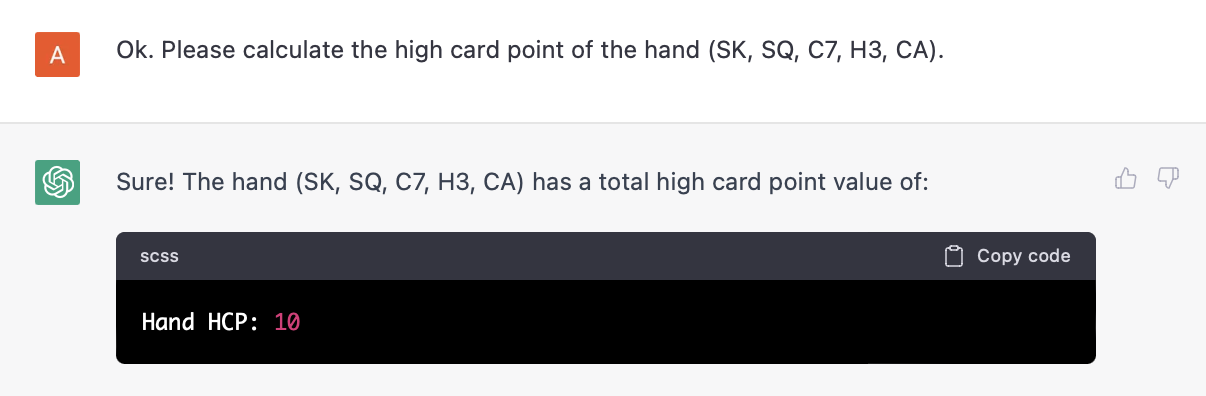 A
Ok. Please calculate the high card point of the hand (SK, SQ, C7, H3, CA).
Sure! The hand (SK, SQ, C7, H3, CA) has a total high card point value of:
scss Copy code
Hand HCP: 10